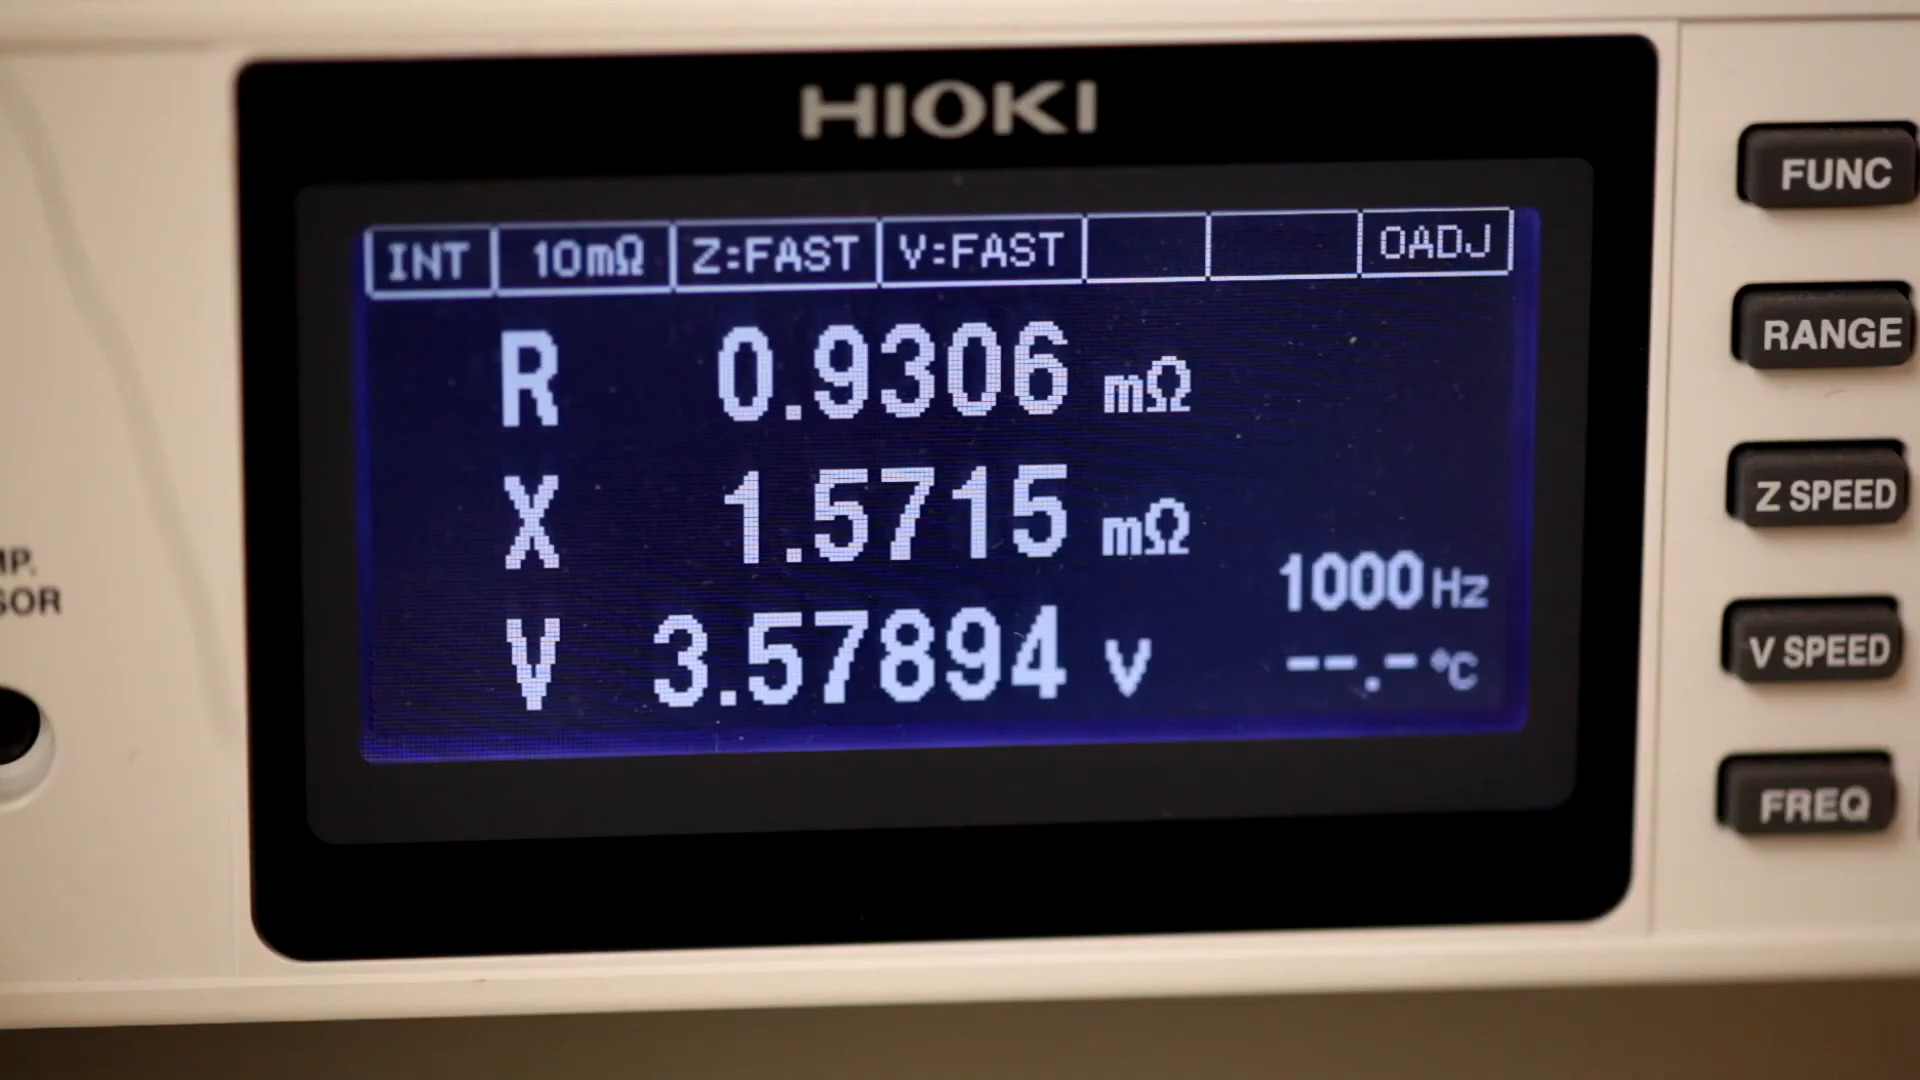 HIOKI
INT 10mΩ Z:FAST V:FAST 0ADJ
R 0.9306 mΩ
X 1.5715 mΩ
1000 Hz
V 3.57894 V
--.- °C
FUNC
RANGE
Z SPEED
V SPEED
FREQ